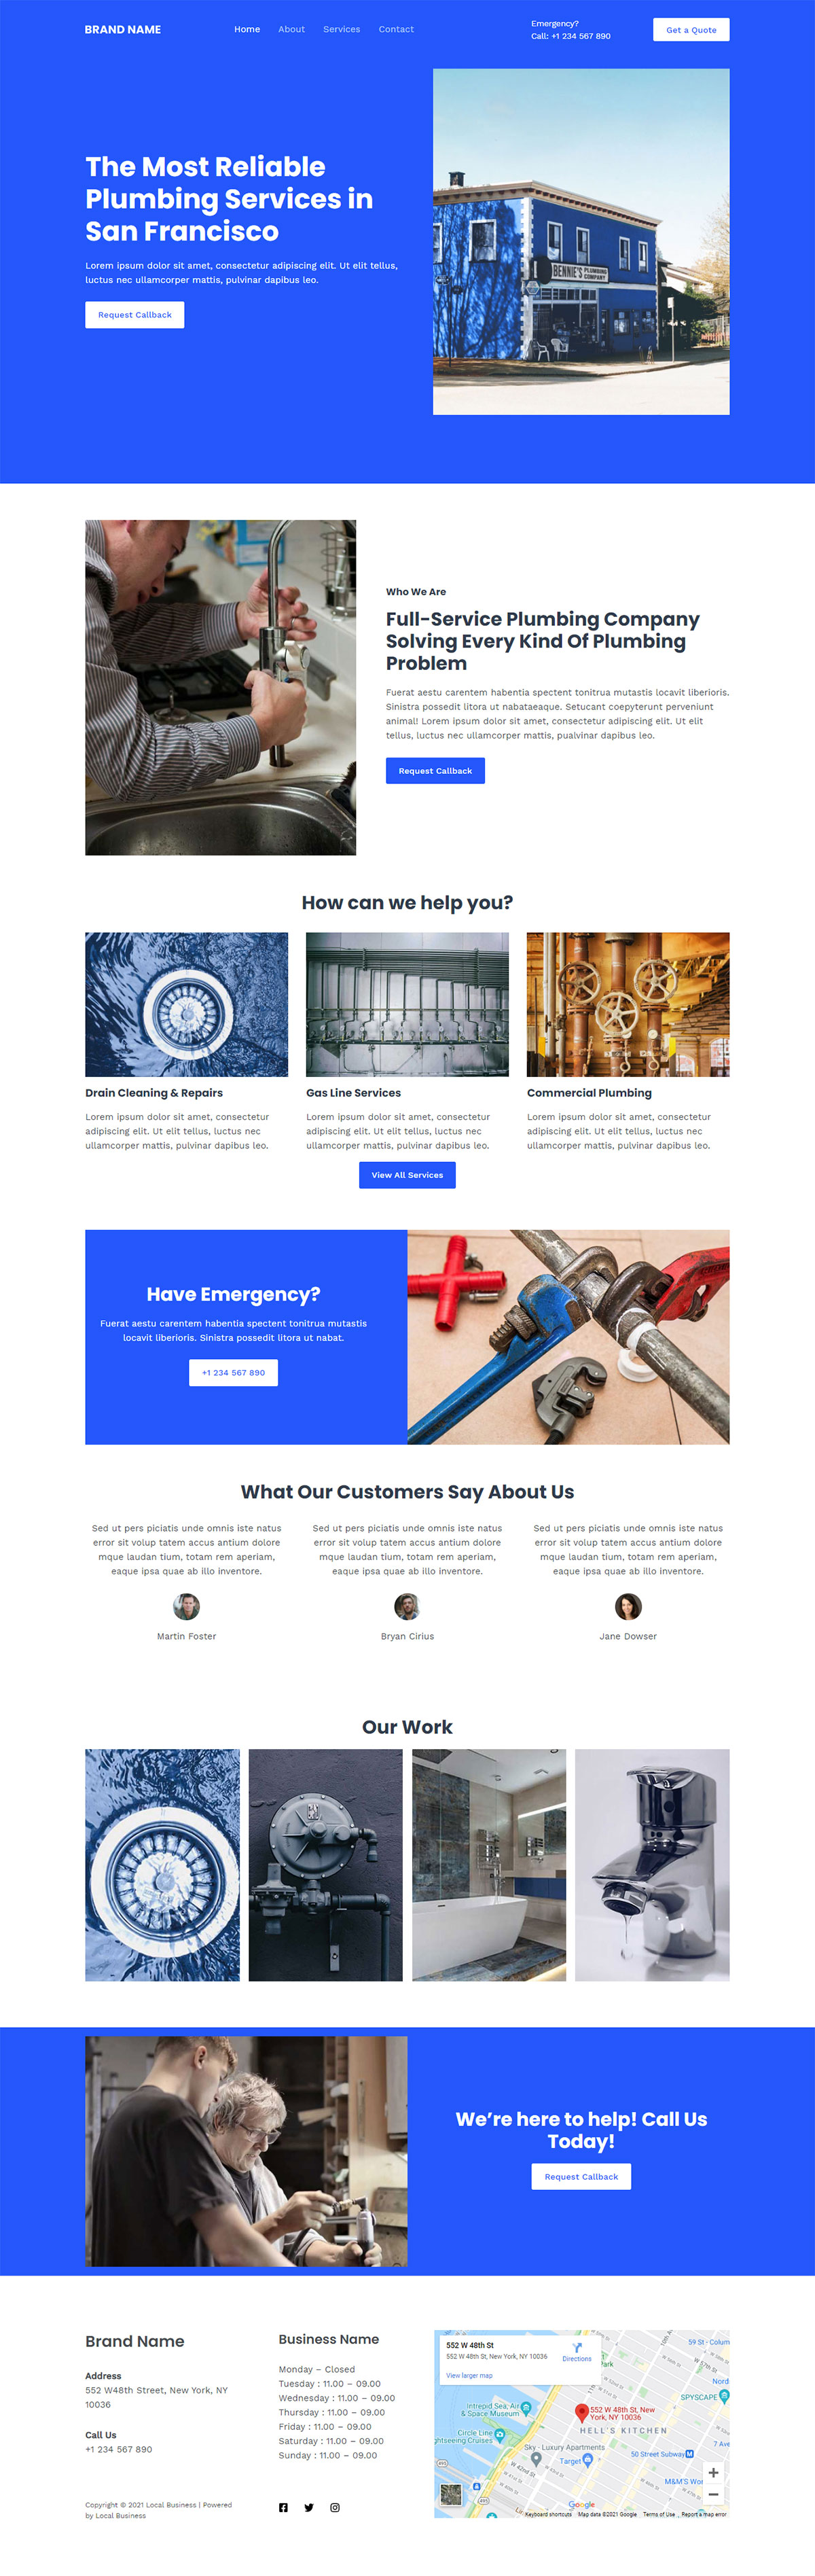 BRAND NAME
Home
About
Services
Contact
Emergency?
Call: +1 234 567 890
Get a Quote
The Most Reliable
Plumbing Services in
San Francisco
Lorem ipsum dolor sit amet, consectetur adipiscing elit. Ut elit tellus,
luctus nec ullamcorper mattis, pulvinar dapibus leo.
Request Callback
BENNIE'S PLUMBING
COMPANY
Who We Are
Full-Service Plumbing Company
Solving Every Kind Of Plumbing
Problem
Fuerat aestu carentem habentia spectent tonitrua mutastis locavit liberioris.
Sinistra possedit litora ut nabataeaque. Setucant coepyterunt perveniunt
animal! Lorem ipsum dolor sit amet, consectetur adipiscing elit. Ut elit
tellus, luctus nec ullamcorper mattis, pualvinar dapibus leo.
Request Callback
How can we help you?
Drain Cleaning & Repairs
Lorem ipsum dolor sit amet, consectetur
adipiscing elit. Ut elit tellus, luctus nec
ullamcorper mattis, pulvinar dapibus leo.
Gas Line Services
Lorem ipsum dolor sit amet, consectetur
adipiscing elit. Ut elit tellus, luctus nec
ullamcorper mattis, pulvinar dapibus leo.
Commercial Plumbing
Lorem ipsum dolor sit amet, consectetur
adipiscing elit. Ut elit tellus, luctus nec
ullamcorper mattis, pulvinar dapibus leo.
View All Services
Have Emergency?
Fuerat aestu carentem habentia spectent tonitrua mutastis
locavit liberioris. Sinistra possedit litora ut nabat.
+1 234 567 890
What Our Customers Say About Us
Sed ut pers piciatis unde omnis iste natus
error sit volup tatem accus antium dolore
mque laudan tium, totam rem aperiam,
eaque ipsa quae ab illo inventore.
Martin Foster
Sed ut pers piciatis unde omnis iste natus
error sit volup tatem accus antium dolore
mque laudan tium, totam rem aperiam,
eaque ipsa quae ab illo inventore.
Bryan Cirius
Sed ut pers piciatis unde omnis iste natus
error sit volup tatem accus antium dolore
mque laudan tium, totam rem aperiam,
eaque ipsa quae ab illo inventore.
Jane Dowser
Our Work
We're here to help! Call Us
Today!
Request Callback
Brand Name
Address
552 W48th Street, New York, NY
10036
Call Us
+1 234 567 890
Copyright © 2021 Local Business | Powered
by Local Business
Business Name
Monday – Closed
Tuesday : 11.00 – 09.00
Wednesday : 11.00 – 09.00
Thursday : 11.00 – 09.00
Friday : 11.00 – 09.00
Saturday : 11.00 – 09.00
Sunday : 11.00 – 09.00
552 W 48th St
552 W 48th St, New York, NY 10036
Directions
View larger map
59 St - Colum
Park
Nord
SPYSCAPE
Intrepid Sea, Air
& Space Museum
552 W 48th St, New
York, NY 10036
HELL'S KITCHEN
Circle Line
ghtseeing Cruises
7 Ave
Sky - Luxury Apartments
50 Street Subway
Target
W 42nd St
M&M'S Wor
495
495
Google
Keyboard shortcuts
Map data ©2021 Google
Terms of Use
Report a map error